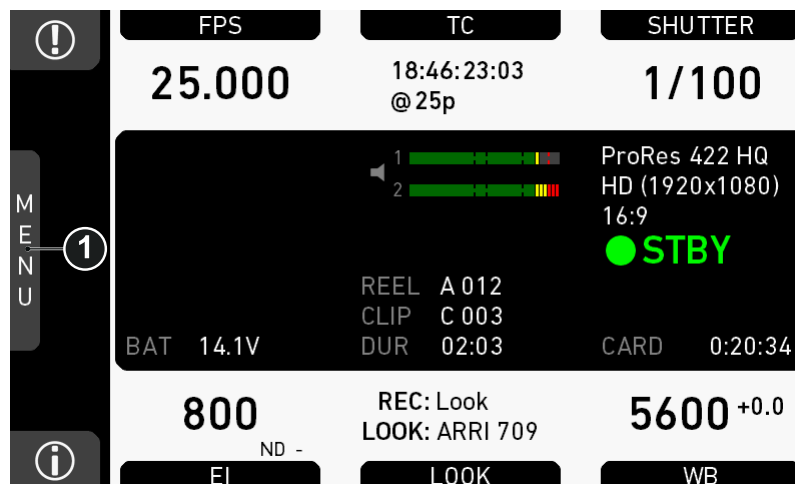 FPS
TC
SHUTTER
25.000
18:46:23:03
@25p
1/100
1
2
ProRes 422 HQ
HD (1920x1080)
16:9
STBY
MENU
1
REEL A 012
CLIP C 003
DUR 02:03
BAT 14.1V
CARD 0:20:34
800
ND -
REC: Look
LOOK: ARRI 709
5600 +0.0
EI
LOOK
WB